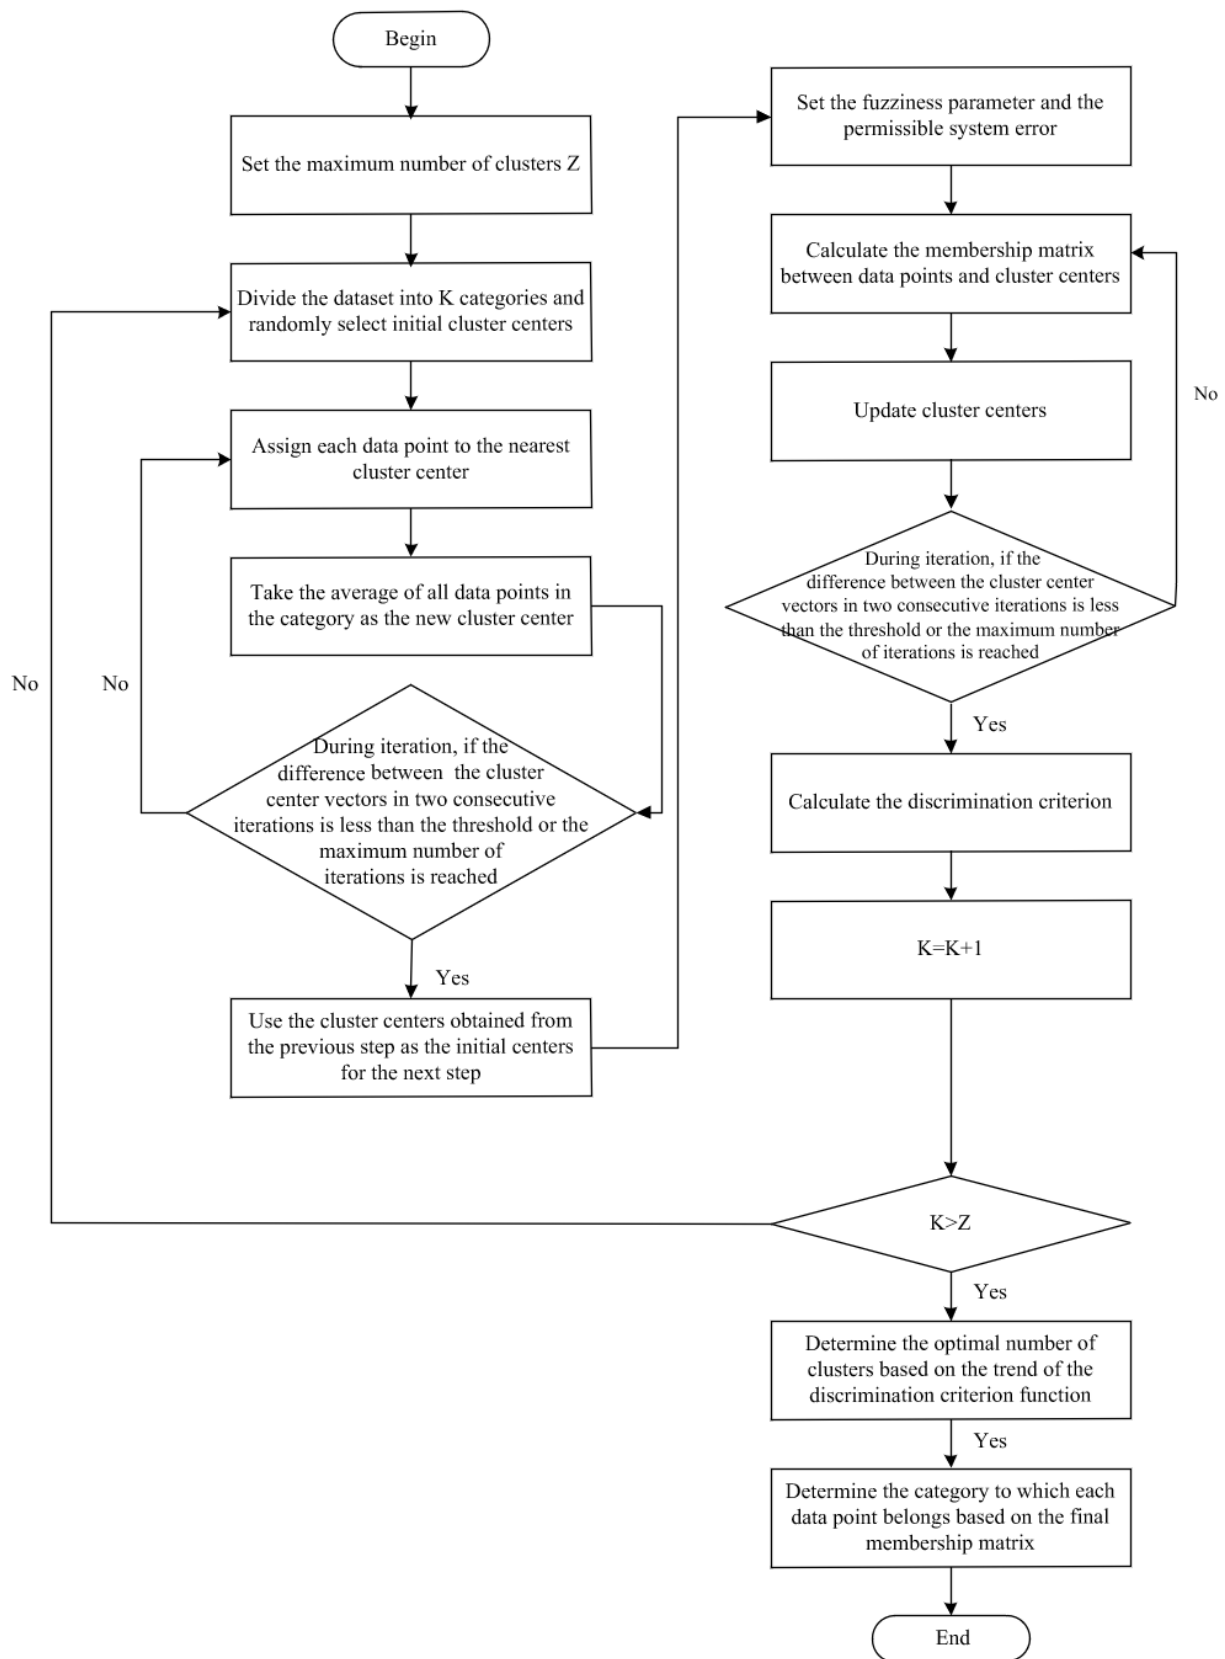 Begin
Set the maximum number of clusters Z
Divide the dataset into K categories and
randomly select initial cluster centers
Assign each data point to the nearest
cluster center
Take the average of all data points in
the category as the new cluster center
No
No
During iteration, if the
difference between the cluster
center vectors in two consecutive
iterations is less than the threshold or the
maximum number of
iterations is reached
Yes
Use the cluster centers obtained from
the previous step as the initial centers
for the next step
Set the fuzziness parameter and the
permissible system error
Calculate the membership matrix
between data points and cluster centers
No
Update cluster centers
During iteration, if the
difference between the cluster center
vectors in two consecutive iterations is less
than the threshold or the maximum number
of iterations is reached
Yes
Calculate the discrimination criterion
K=K+1
K>Z
Yes
Determine the optimal number of
clusters based on the trend of the
discrimination criterion function
Yes
Determine the category to which each
data point belongs based on the final
membership matrix
End